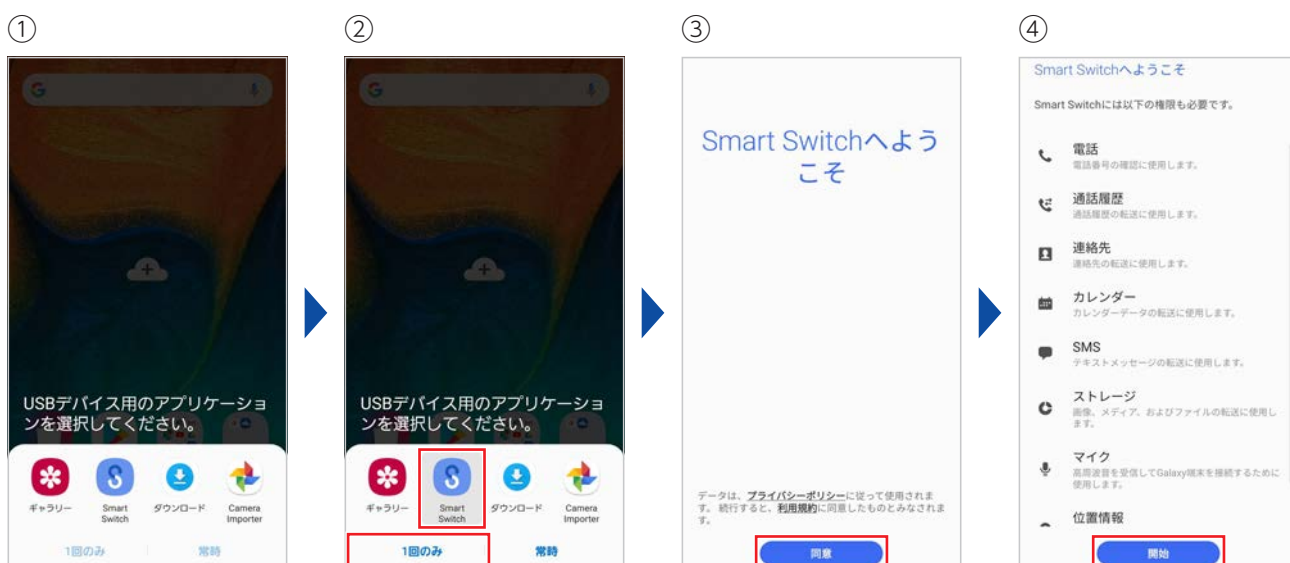 ①
USBデバイス用のアプリケーショ
ンを選択してください。
ギャラリー
Smart
Switch
ダウンロード
Camera
Importer
1回のみ
常時
②
USBデバイス用のアプリケーショ
ンを選択してください。
ギャラリー
Smart
Switch
ダウンロード
Camera
Importer
1回のみ
常時
③
Smart Switchへよう
こそ
データは、プライバシーポリシーに従って使用されま
す。続行すると、利用規約に同意したものとみなされま
す。
同意
④
Smart Switchへようこそ
Smart Switchには以下の権限も必要です。
電話
電話番号の確認に使用します。
通話履歴
通話履歴の転送に使用します。
連絡先
連絡先の転送に使用します。
カレンダー
カレンダーデータの転送に使用します。
SMS
テキストメッセージの転送に使用します。
ストレージ
画像、メディア、およびファイルの転送に使用し
ます。
マイク
高周波音を受信してGalaxy端末を接続するために
使用します。
位置情報
開始